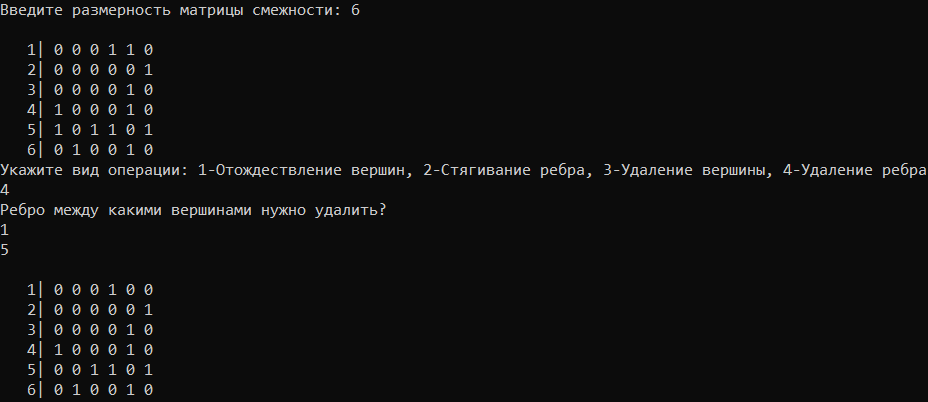 Введите размерность матрицы смежности: 6
1| 0 0 0 1 1 0
2| 0 0 0 0 0 1
3| 0 0 0 0 1 0
4| 1 0 0 0 1 0
5| 1 0 1 1 0 1
6| 0 1 0 0 1 0
Укажите вид операции: 1-Отождествление вершин, 2-Стягивание ребра, 3-Удаление вершины, 4-Удаление ребра
4
Ребро между какими вершинами нужно удалить?
1
5
1| 0 0 0 1 0 0
2| 0 0 0 0 0 1
3| 0 0 0 0 1 0
4| 1 0 0 0 1 0
5| 0 0 1 1 0 1
6| 0 1 0 0 1 0